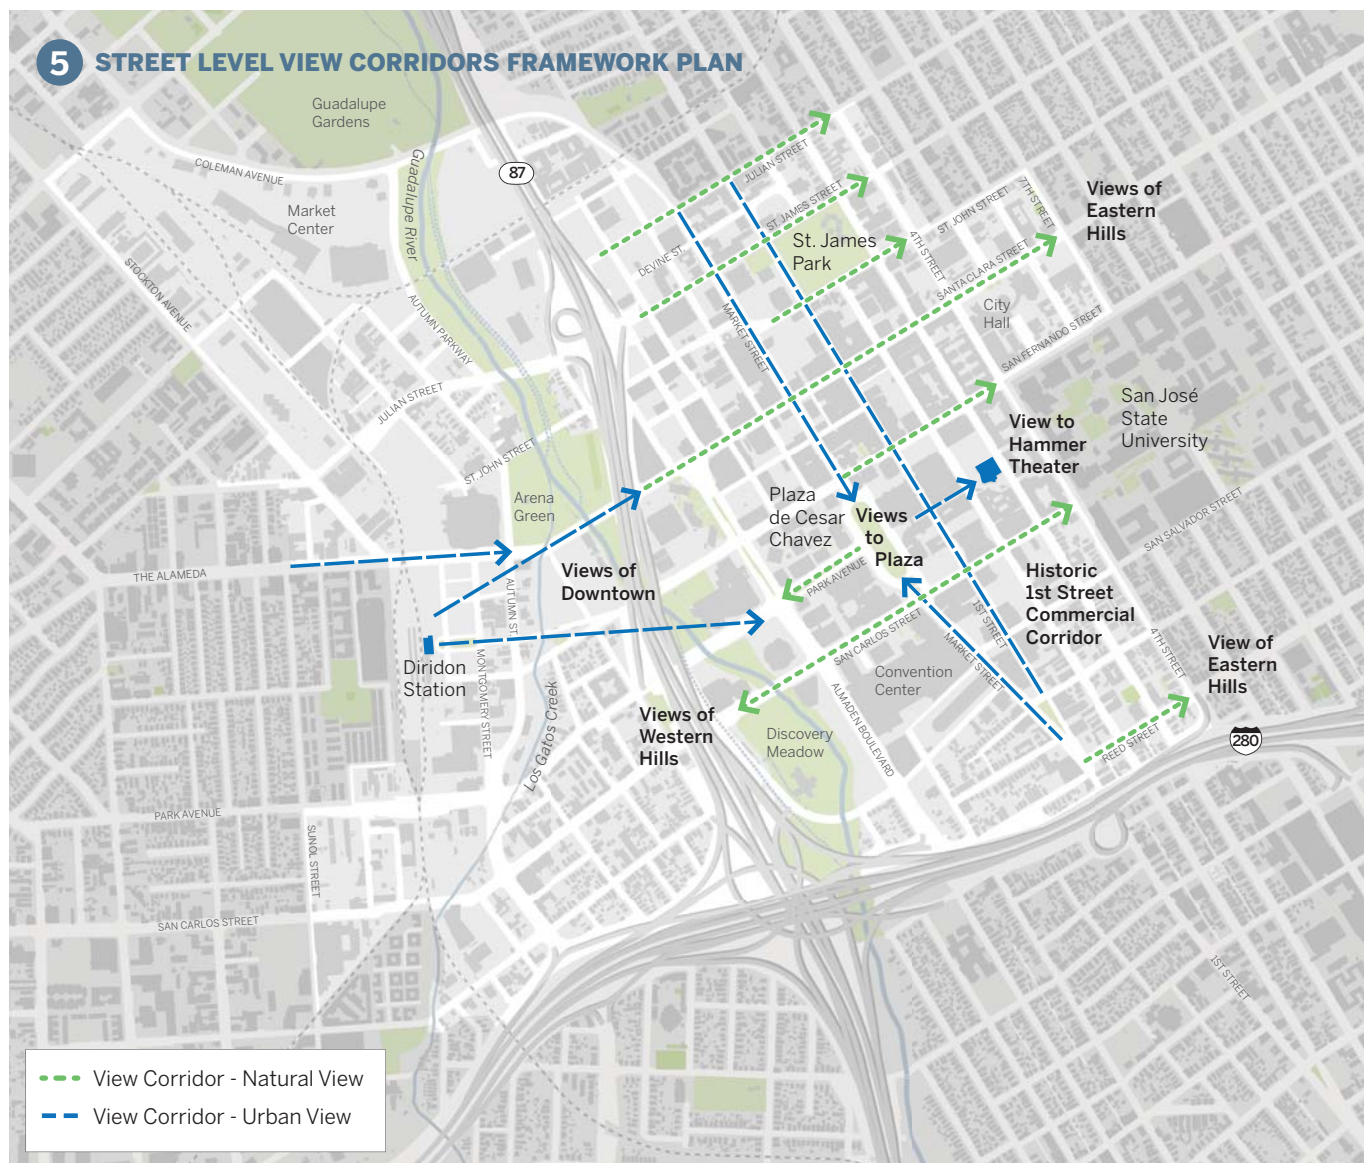 5 STREET LEVEL VIEW CORRIDORS FRAMEWORK PLAN
Guadalupe
Gardens
COLEMAN AVENUE
Guadalupe River
87
Market
Center
STOCKTON AVENUE
AUTUMN PARKWAY
JULIAN STREET
ST. JOHN STREET
JULIAN STREET
ST. JAMES STREET
DEVINE ST.
St. James
Park
MARKET STREET
4TH STREET
ST. JOHN STREET
7TH STREET
SANTA CLARA STREET
City
Hall
SAN FERNANDO STREET
Views of
Eastern
Hills
San José
State
University
View to
Hammer
Theater
Plaza
de Cesar
Chavez
Views
to
Plaza
SAN SALVADOR STREET
Arena
Green
THE ALAMEDA
AUTUMN ST.
Views of
Downtown
PARK AVENUE
SAN CARLOS STREET
1ST STREET
MARKET STREET
Historic
1st Street
Commercial
Corridor
4TH STREET
View of
Eastern
Hills
Diridon
Station
MONTGOMERY STREET
Los Gatos Creek
Views of
Western
Hills
Discovery
Meadow
Convention
Center
ALMADEN BOULEVARD
REED STREET
280
PARK AVENUE
SUNOL STREET
SAN CARLOS STREET
1ST STREET
View Corridor - Natural View
View Corridor - Urban View